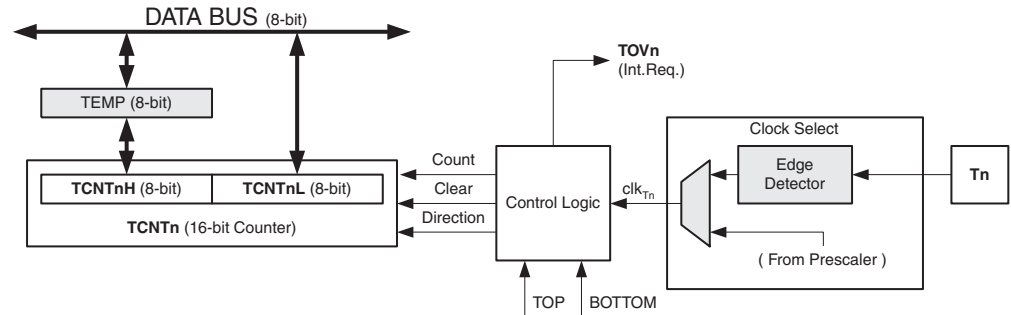 DATA BUS (8-bit)
TOVn
(Int.Req.)
TEMP (8-bit)
Clock Select
Count
Edge
Detector
Tn
TCNTnH (8-bit) TCNTnL (8-bit)
Clear
Control Logic
clkTn
TCNTn (16-bit Counter)
Direction
( From Prescaler )
TOP
BOTTOM